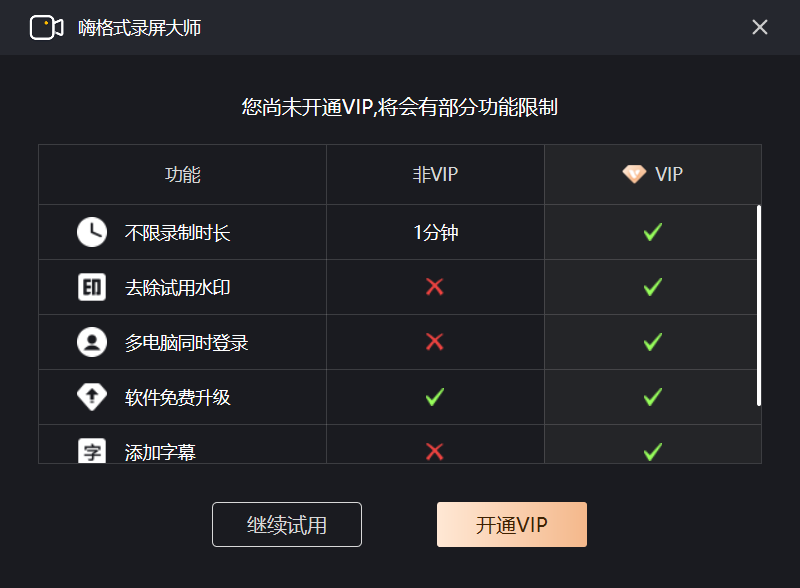 嗨格式录屏大师
您尚未开通VIP,将会有部分功能限制
功能 非VIP VIP
不限录制时长 1分钟
印 去除试用水印
多电脑同时登录
软件免费升级
字 添加字幕
继续试用 开通VIP